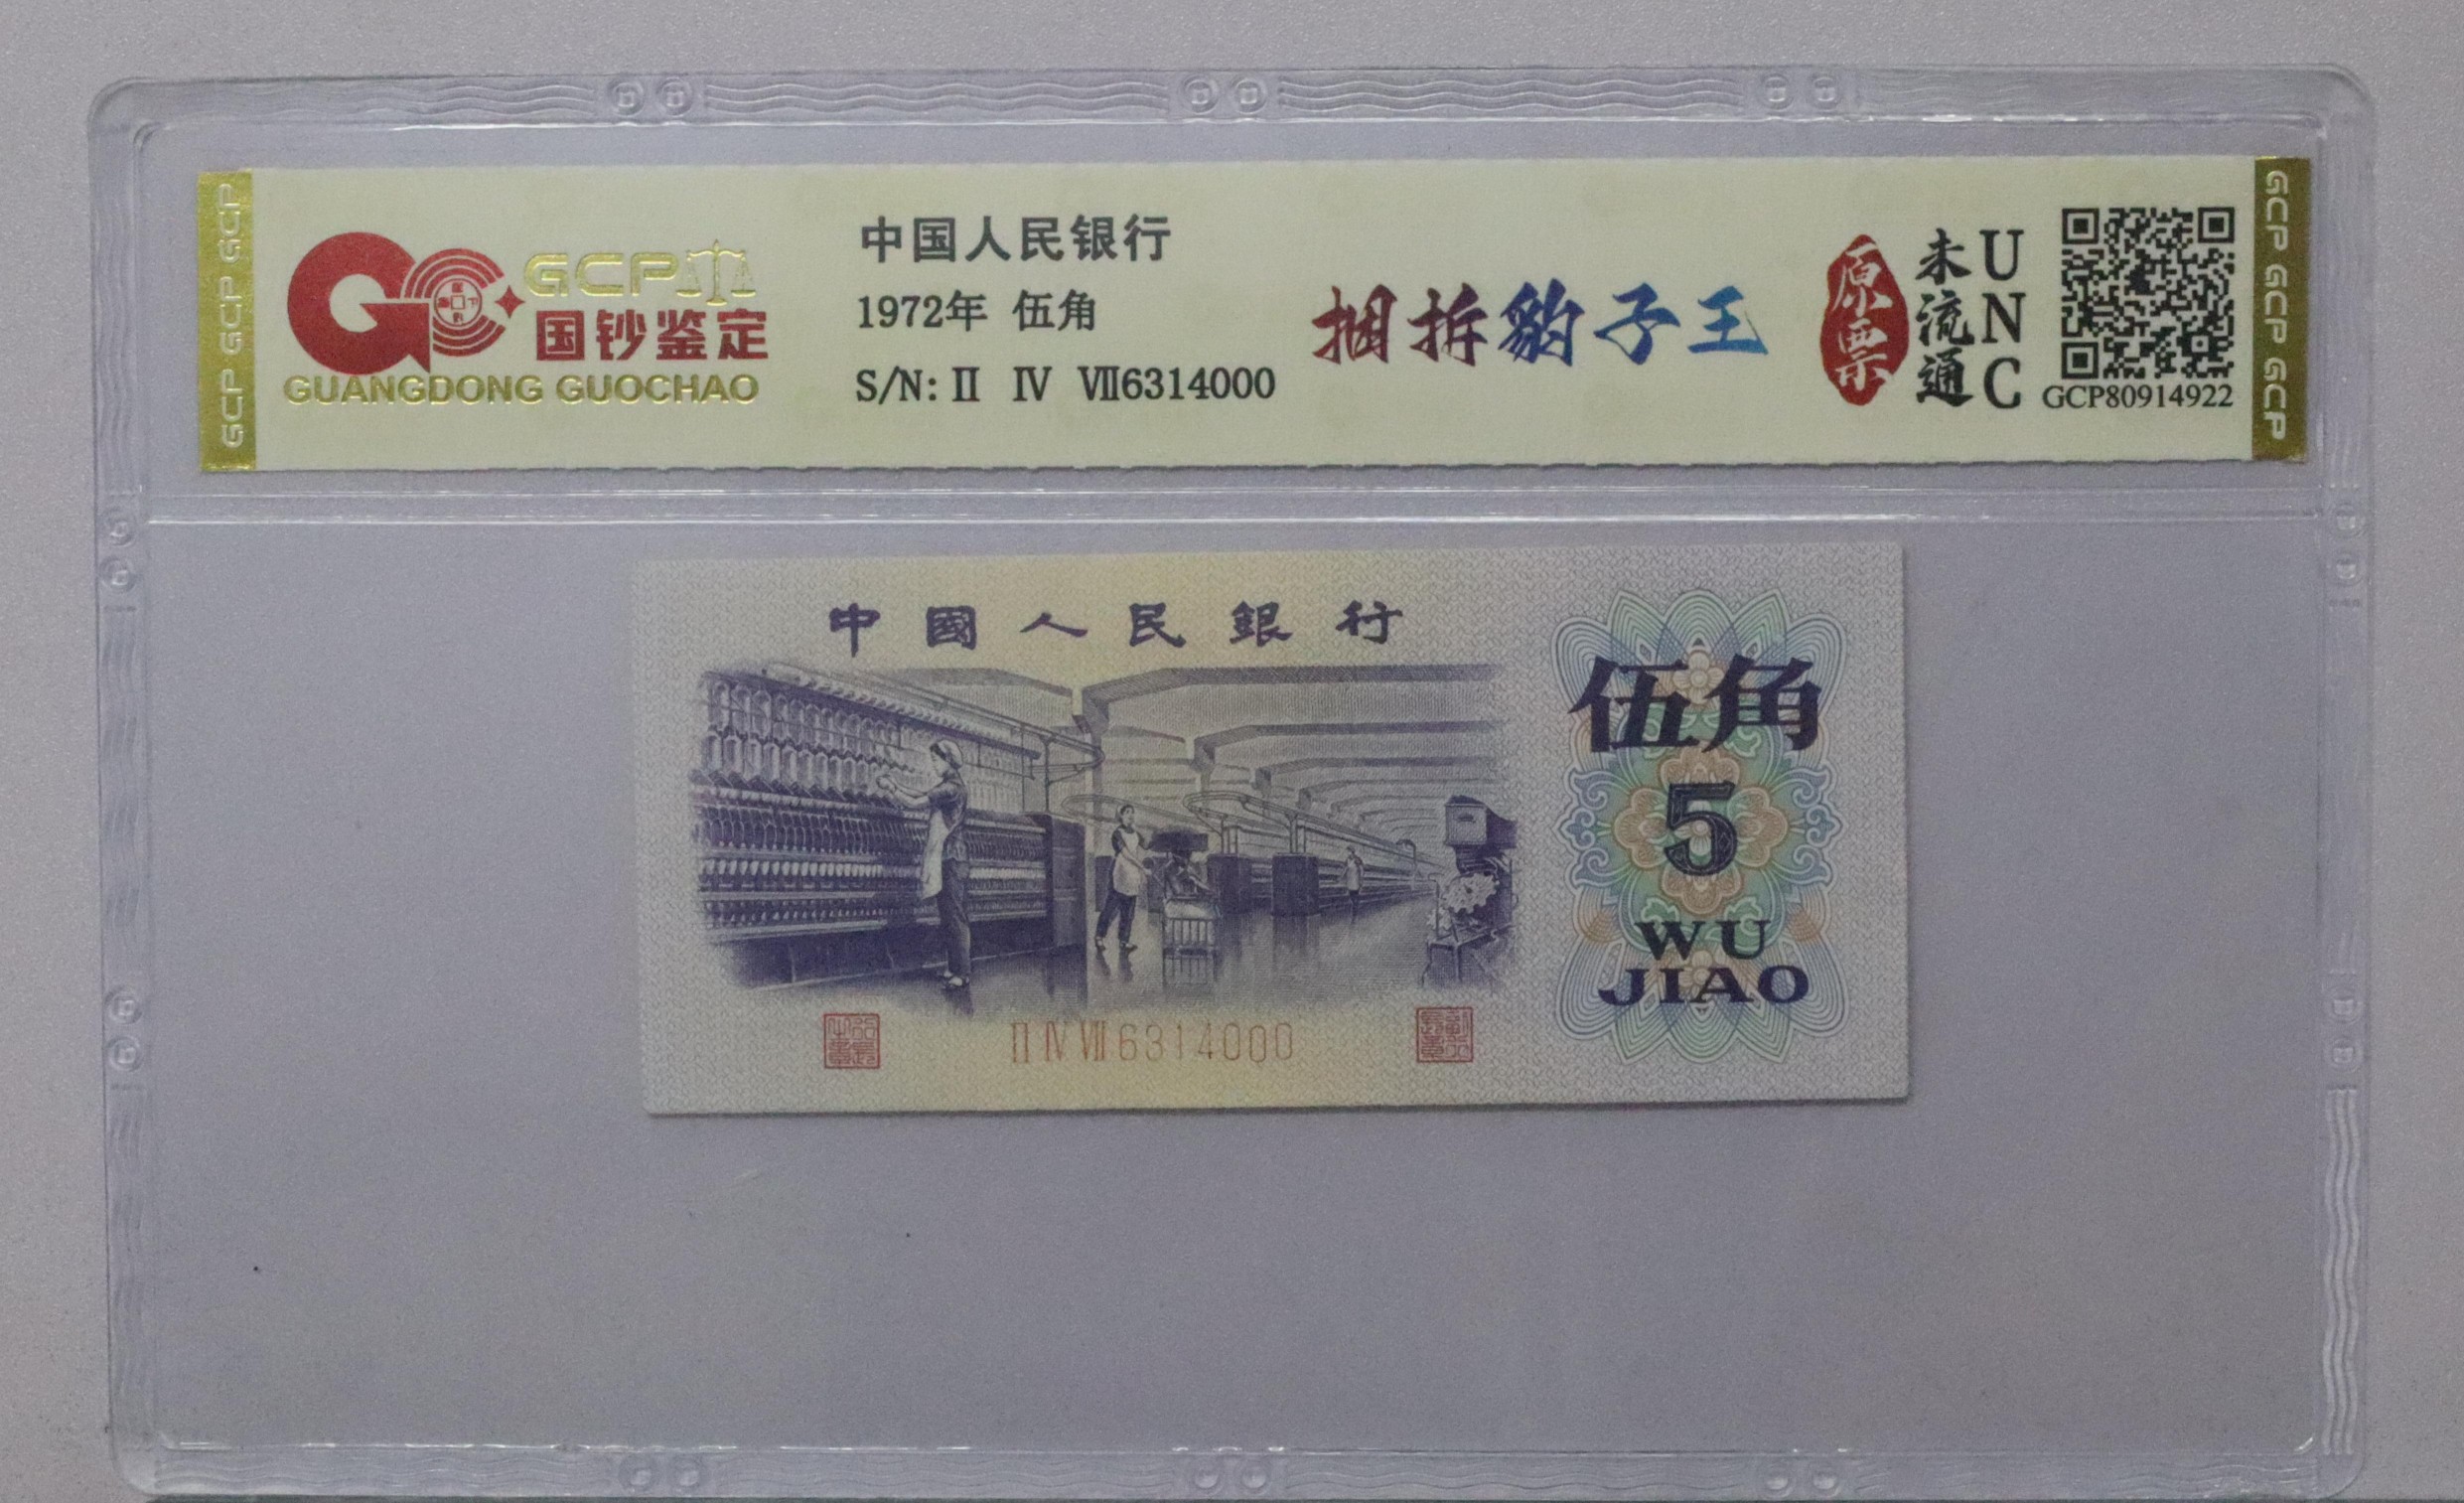 GCP GCP GCP
GCP
国钞鉴定
GUANGDONG GUOCHAO
中国人民银行
1972年 伍角
S/N: Ⅱ Ⅳ Ⅶ6314000
捆拆豹子王
原票
未流通
UNC
GCP80914922
GCP GCP GCP
中國人民銀行
伍角
5
WU
JIAO
Ⅱ Ⅳ Ⅶ 6314000